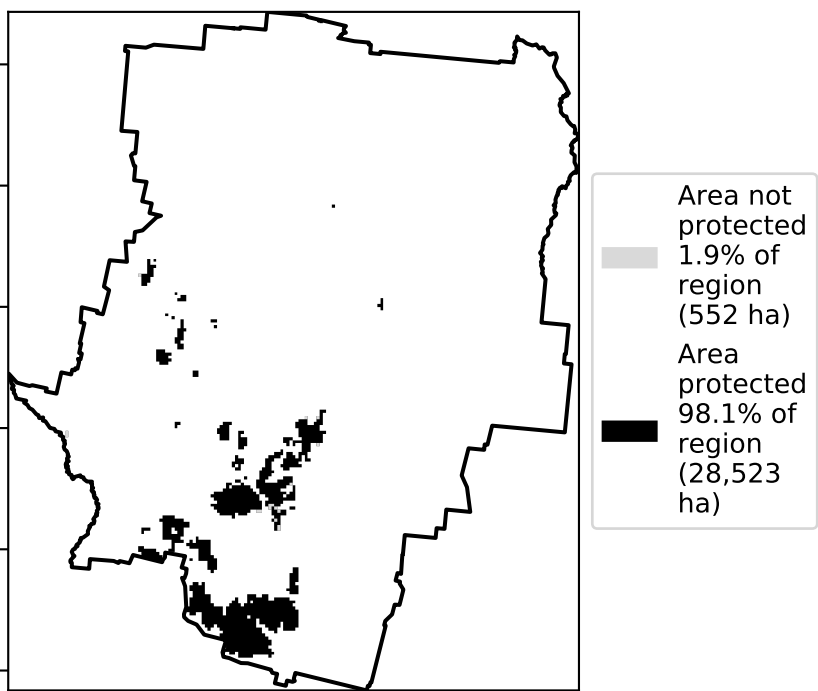 Area not
protected
1.9% of
region
(552 ha)
Area
protected
98.1% of
region
(28,523
ha)